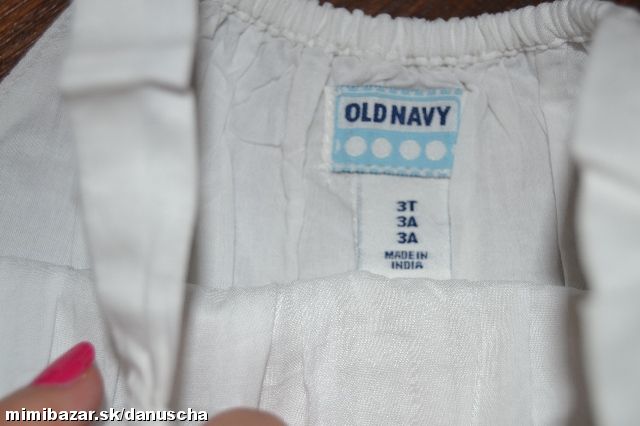 OLD NAVY
3T
3A
3A
MADE IN
INDIA
mimibazar.sk/danuscha